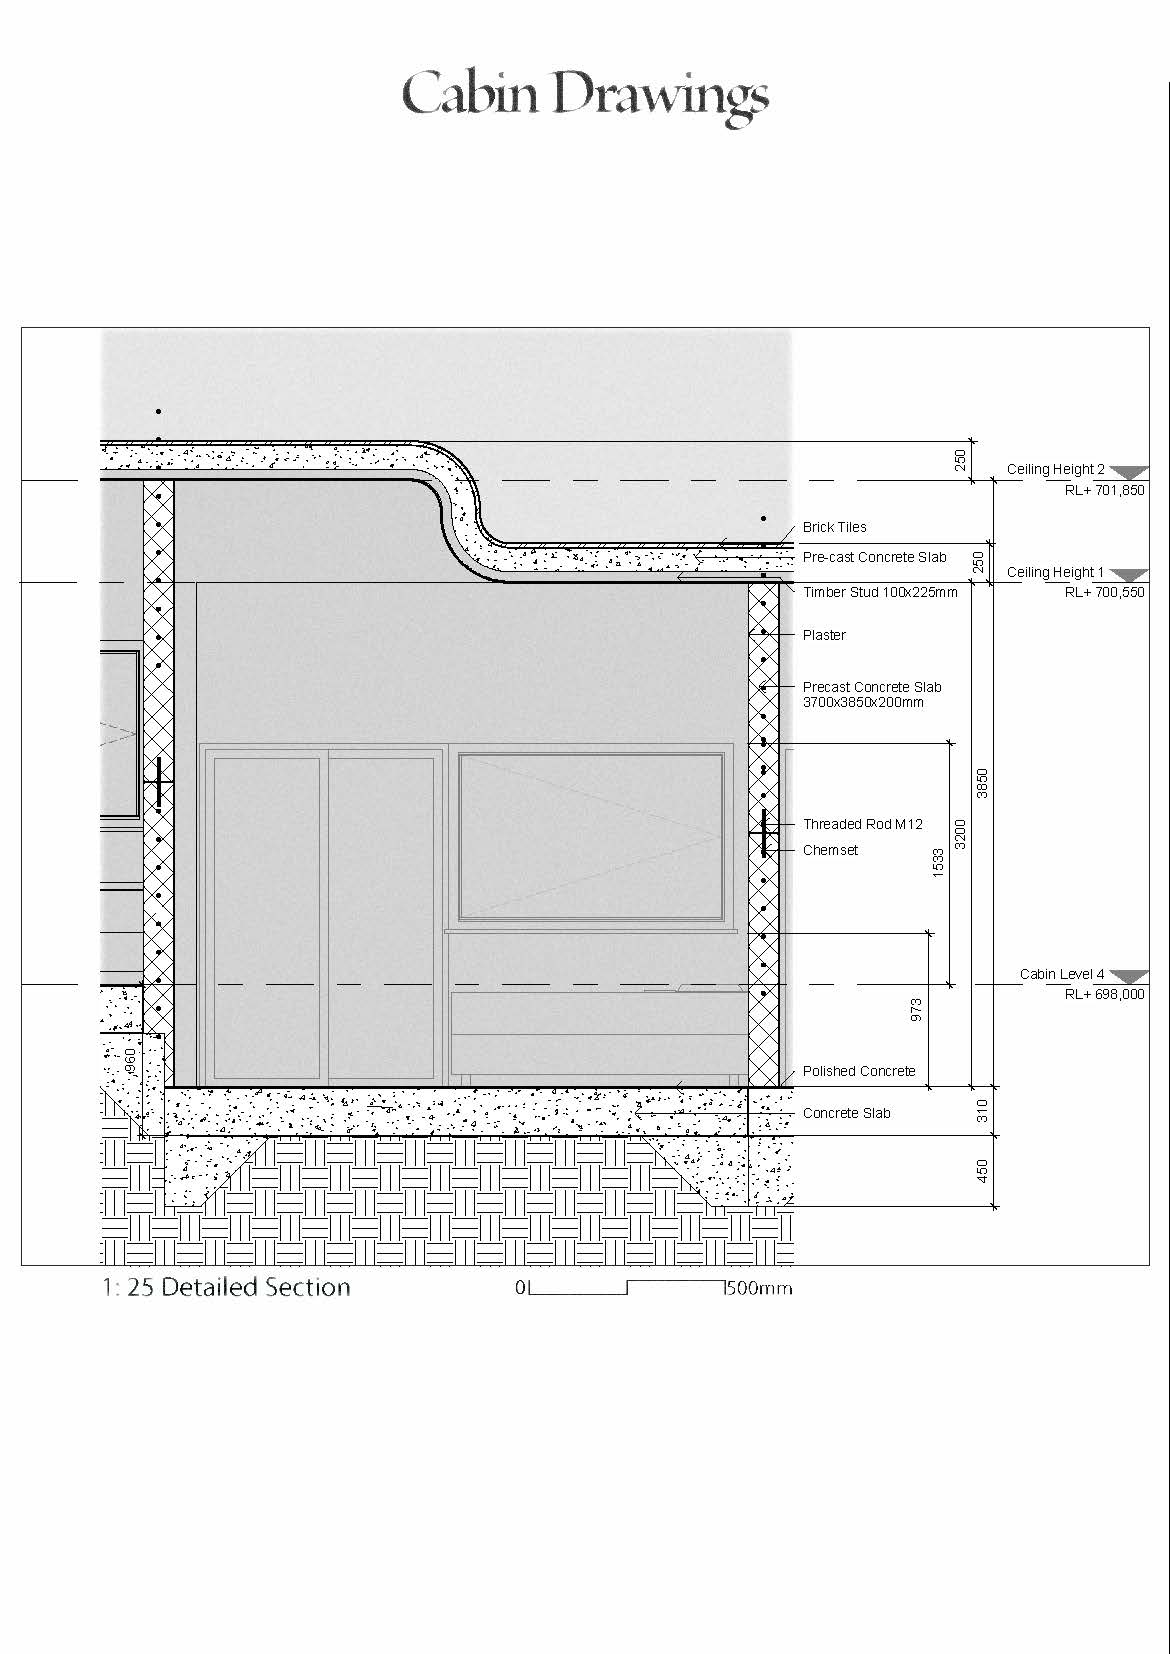 Cabin Drawings
250
Ceiling Height 2
RL+ 701,850
Brick Tiles
Pre-cast Concrete Slab
250
Ceiling Height 1
RL+ 700,550
Timber Stud 100x225mm
Plaster
Precast Concrete Slab
3700x3850x200mm
3850
Threaded Rod M12
3200
Chemset
1533
Cabin Level 4
RL+ 698,000
973
960
Polished Concrete
Concrete Slab
310
450
1: 25 Detailed Section
0 500mm